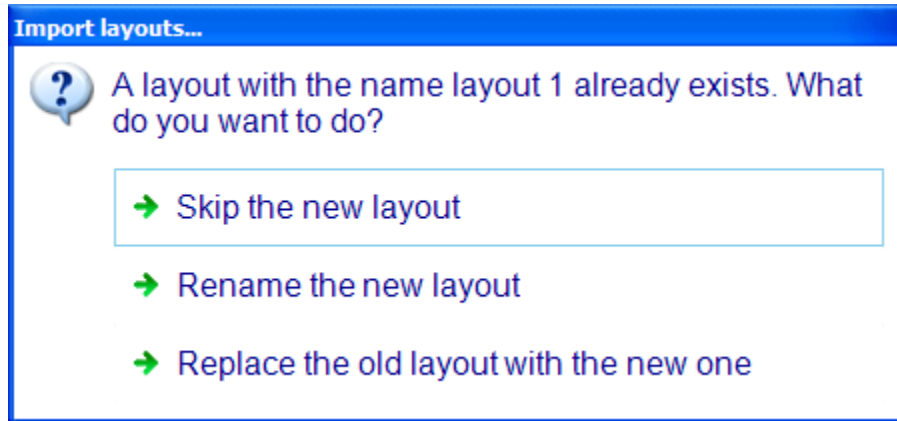 Import layouts...
A layout with the name layout 1 already exists. What
do you want to do?
Skip the new layout
Rename the new layout
Replace the old layout with the new one